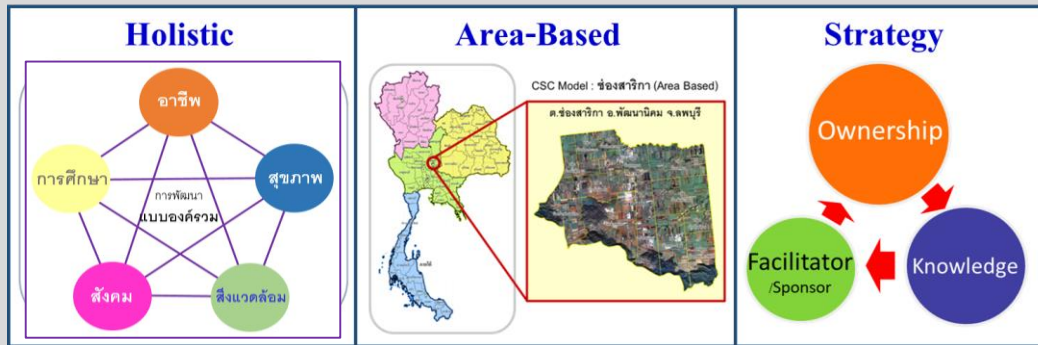 Holistic
อาชีพ
การศึกษา
สุขภาพ
การพัฒนา
แบบองค์รวม
สังคม
สิ่งแวดล้อม
Area-Based
CSC Model : ช่องสาริกา (Area Based)
ต.ช่องสาริกา อ.พัฒนานิคม จ.ลพบุรี
Strategy
Ownership
Facilitator
/Sponsor
Knowledge